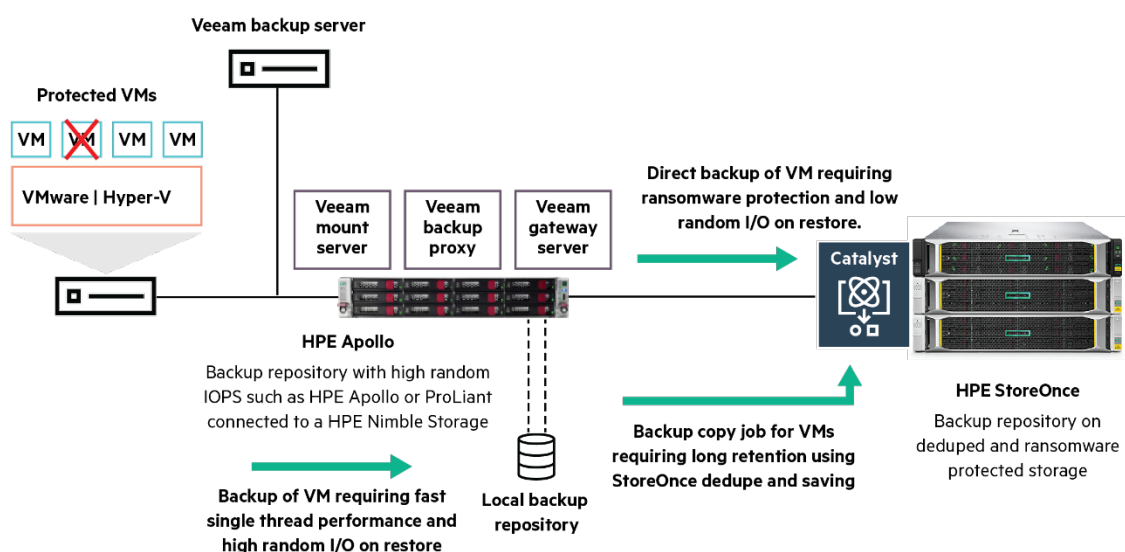 Veeam backup server
Protected VMs
VM
VM
VM
VM
VMware | Hyper-V
Veeam
mount
server
Veeam
backup
proxy
Veeam
gateway
server
Direct backup of VM requiring
ransomware protection and low
random I/O on restore.
Catalyst
HPE Apollo
Backup repository with high random
IOPS such as HPE Apollo or ProLiant
connected to a HPE Nimble Storage
Backup of VM requiring fast
single thread performance and
high random I/O on restore
Local backup
repository
Backup copy job for VMs
requiring long retention using
StoreOnce dedupe and saving
HPE StoreOnce
Backup repository on
deduped and ransomware
protected storage